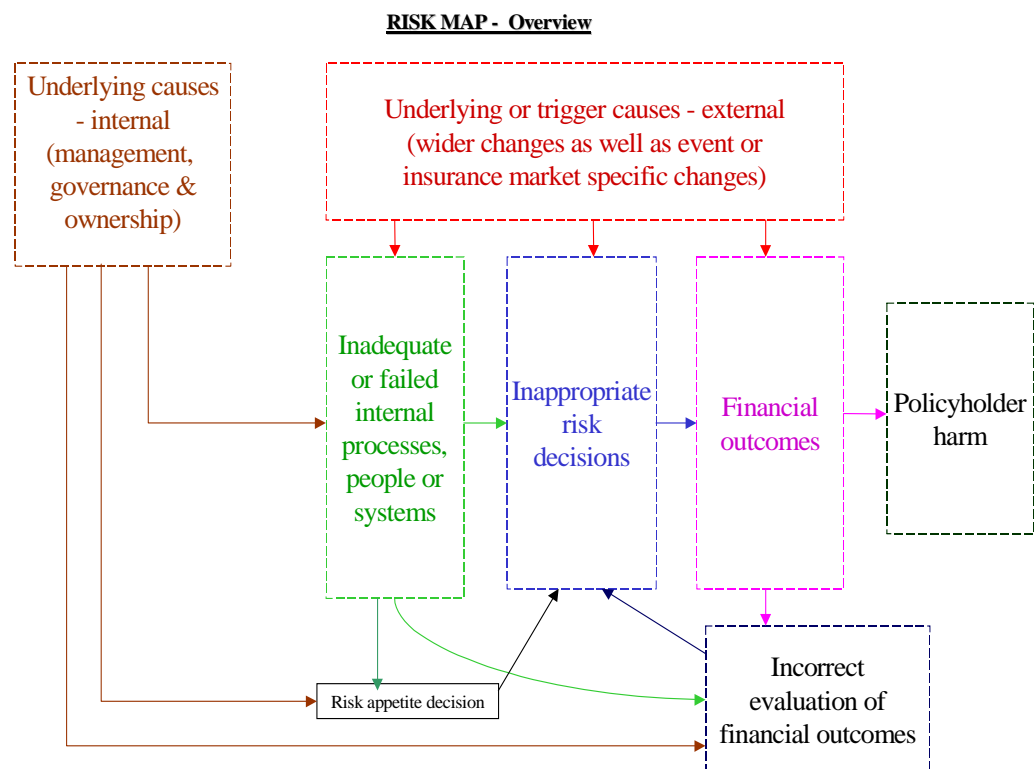 RISK MAP - Overview
Underlying causes
- internal
(management,
governance &
ownership)
Underlying or trigger causes - external
(wider changes as well as event or
insurance market specific changes)
Inadequate
or failed
internal
processes,
people or
systems
Inappropriate
risk
decisions
Financial
outcomes
Policyholder
harm
Risk appetite decision
Incorrect
evaluation of
financial outcomes